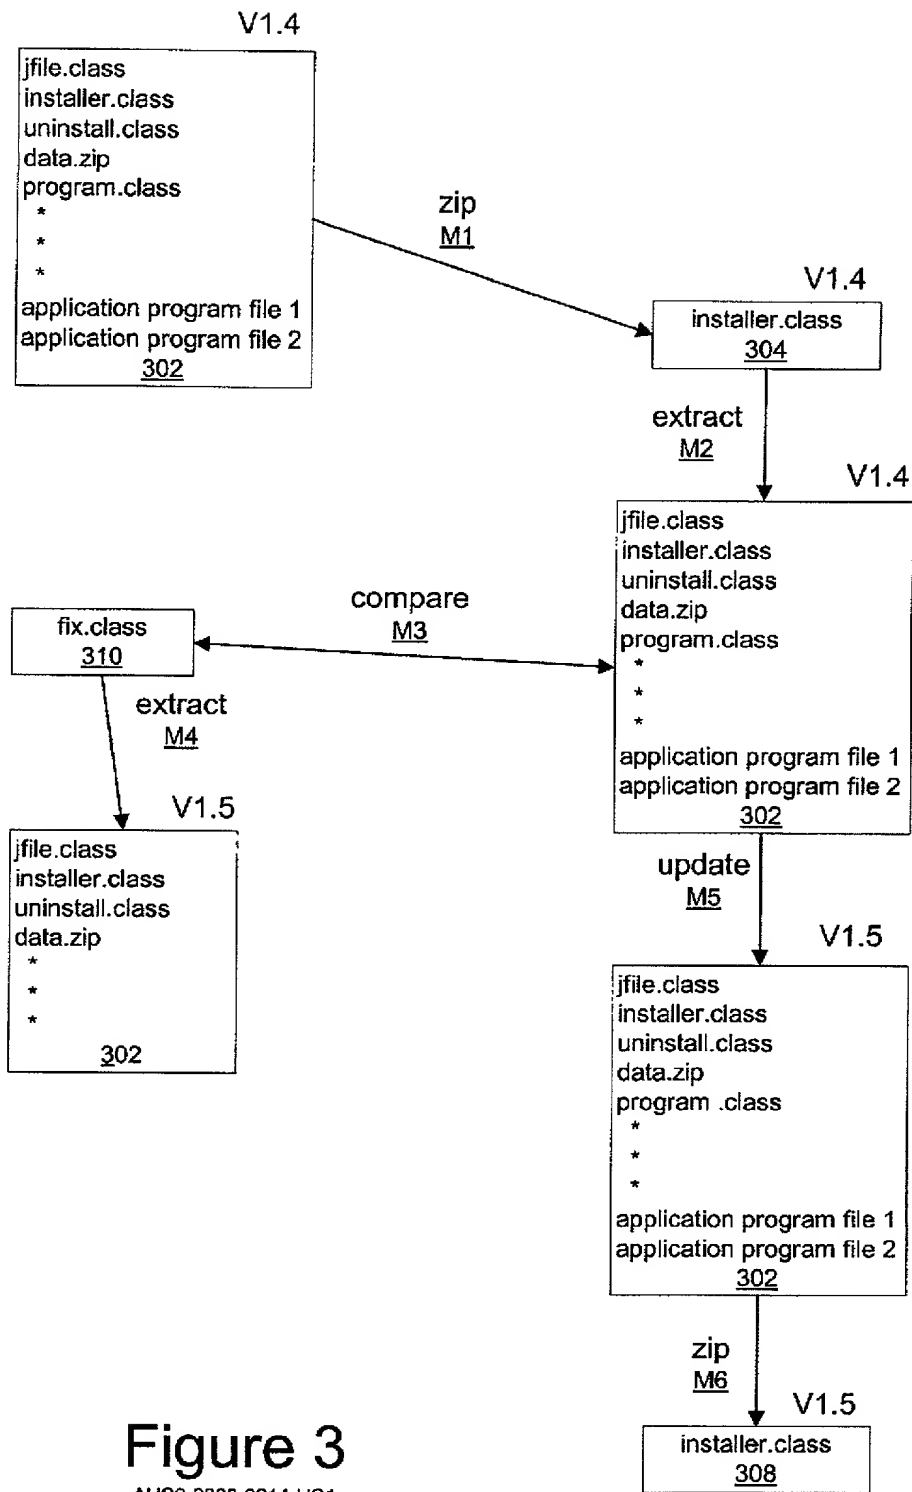 V1.4
jfile.class
installer.class
uninstall.class
data.zip
program.class
*
*
*
application program file 1
application program file 2
302
zip
M1
V1.4
installer.class
304
extract
M2
V1.4
jfile.class
installer.class
uninstall.class
data.zip
program.class
*
*
*
application program file 1
application program file 2
302
compare
M3
fix.class
310
extract
M4
V1.5
jfile.class
installer.class
uninstall.class
data.zip
*
*
*
302
update
M5
V1.5
jfile.class
installer.class
uninstall.class
data.zip
program .class
*
*
*
application program file 1
application program file 2
302
zip
M6
V1.5
installer.class
308
Figure 3